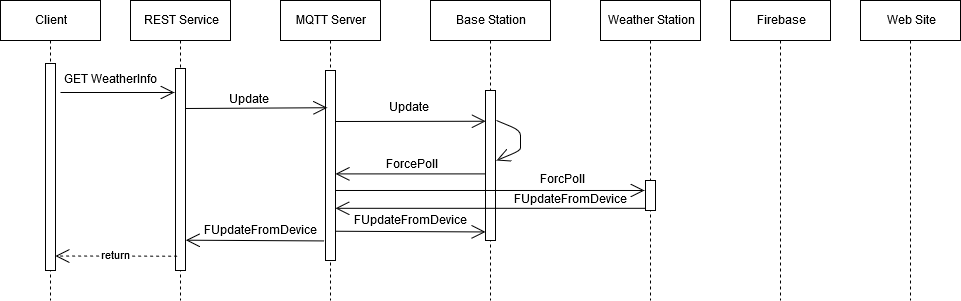 Client
REST Service
MQTT Server
Base Station
Weather Station
Firebase
Web Site
GET WeatherInfo
Update
Update
ForcePoll
ForcPoll
FUpdateFromDevice
FUpdateFromDevice
FUpdateFromDevice
return